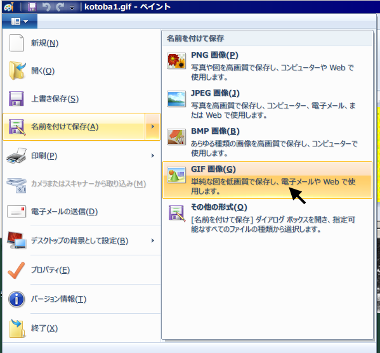 kotoba1.gif - ペイント
新規(N)
開く(O)
上書き保存(S)
名前を付けて保存(A)
印刷(P)
カメラまたはスキャナーから取り込み(M)
電子メールの送信(D)
デスクトップの背景として設定(B)
プロパティ(E)
バージョン情報(T)
終了(X)
名前を付けて保存
PNG 画像(P)
写真や図を高画質で保存し、コンピューターや Web で
使用します。
JPEG 画像(J)
写真を高画質で保存し、コンピューター、電子メール、ま
たは Web で使用します。
BMP 画像(B)
あらゆる種類の画像を高画質で保存し、コンピューターで
使用します。
GIF 画像(G)
単純な図を低画質で保存し、電子メールや Web で使
用します。
その他の形式(O)
[名前を付けて保存] ダイアログ ボックスを開き、指定可
能なすべてのファイルの種類から選択します。